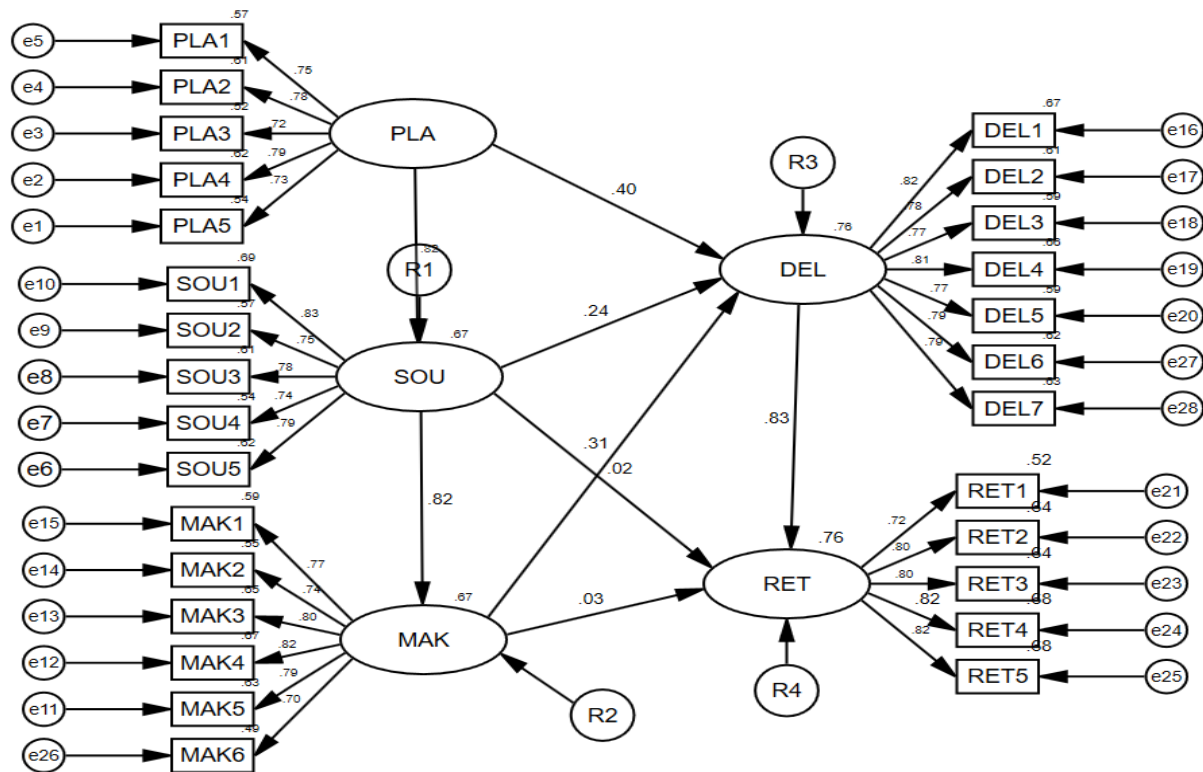 .57
e5 PLA1 .75
.61
e4 PLA2 .78
.52
e3 PLA3 .72
.62
e2 PLA4 .79
.54
e1 PLA5 .73
PLA
.82
R1
.40
R3
.76
DEL
.67
DEL1 e16 .82
.61
DEL2 e17 .78
.59
DEL3 e18 .77
.66
DEL4 e19 .81
.59
DEL5 e20 .77
.62
DEL6 e27 .79
.63
DEL7 e28 .79
.69
e10 SOU1 .83
.57
e9 SOU2 .75
.61
e8 SOU3 .78
.54
e7 SOU4 .74
.62
e6 SOU5 .79
.67
SOU
.24
.82
.31
.02
.83
.59
e15 MAK1 .77
.55
e14 MAK2 .74
.65
e13 MAK3 .80
.67
e12 MAK4 .82
.63
e11 MAK5 .79
.49
e26 MAK6 .70
.67
MAK
.03
R2
.76
RET
R4
.52
RET1 e21 .72
.64
RET2 e22 .80
.64
RET3 e23 .80
.68
RET4 e24 .82
.68
RET5 e25 .82